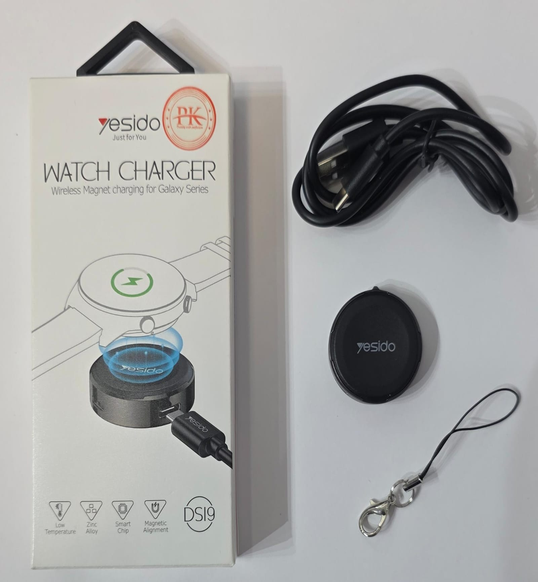 yesido
Just for You
PK
WATCH CHARGER
Wireless Magnet charging for Galaxy Series
yesido
yesido
Low
Temperature
Zinc
Alloy
Smart
Chip
Magnetic
Alignment
DS19
yesido